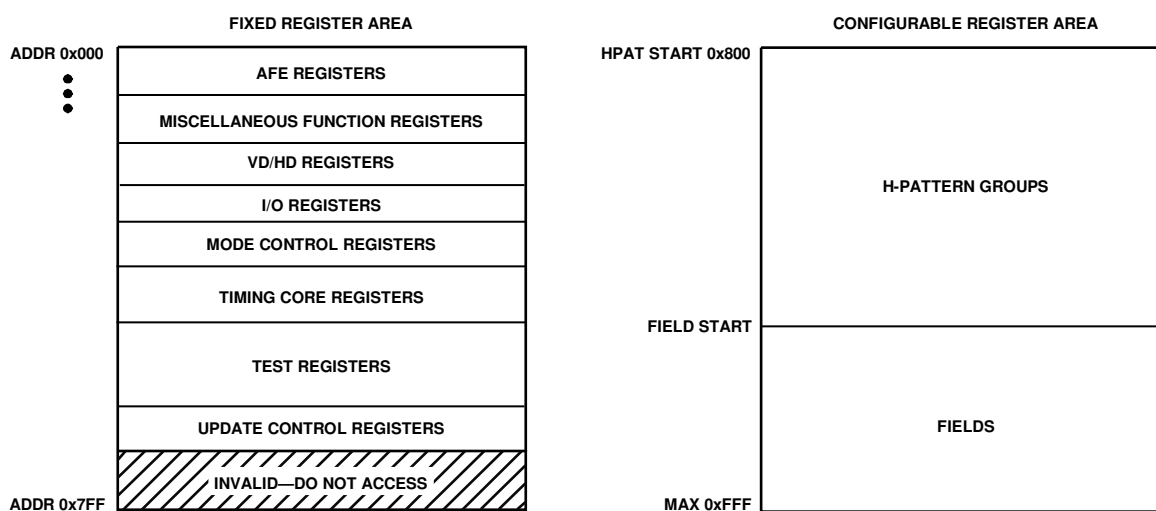 FIXED REGISTER AREA
ADDR 0x000
AFE REGISTERS
MISCELLANEOUS FUNCTION REGISTERS
VD/HD REGISTERS
I/O REGISTERS
MODE CONTROL REGISTERS
TIMING CORE REGISTERS
TEST REGISTERS
UPDATE CONTROL REGISTERS
INVALID—DO NOT ACCESS
ADDR 0x7FF
CONFIGURABLE REGISTER AREA
HPAT START 0x800
H-PATTERN GROUPS
FIELD START
FIELDS
MAX 0xFFF